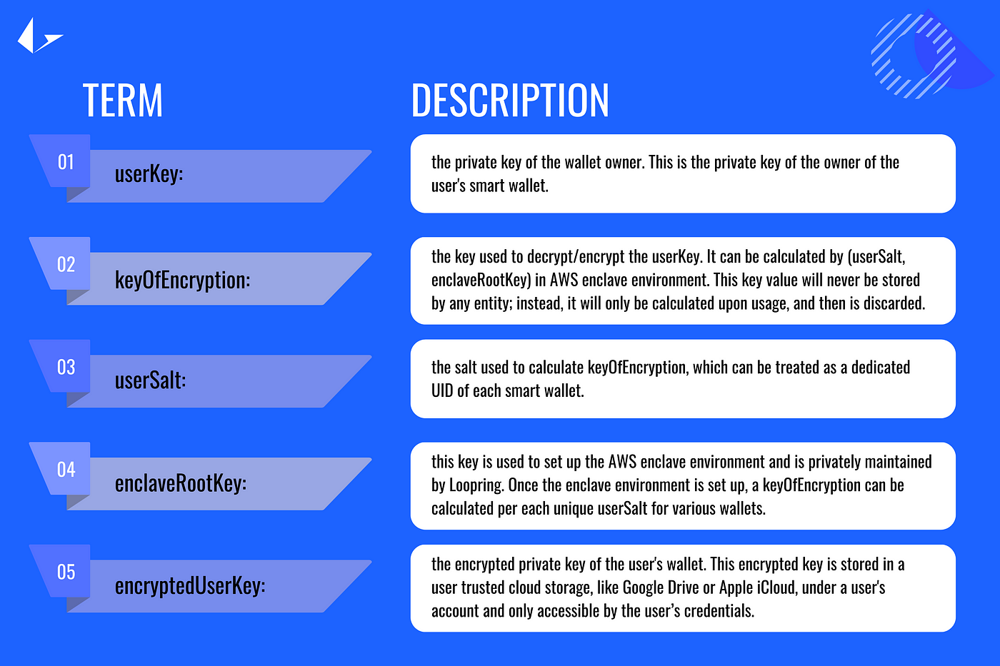 TERM
DESCRIPTION
01
userKey:
the private key of the wallet owner. This is the private key of the owner of the
user's smart wallet.
02
keyOfEncryption:
the key used to decrypt/encrypt the userKey. It can be calculated by (userSalt,
enclaveRootKey) in AWS enclave environment. This key value will never be stored
by any entity; instead, it will only be calculated upon usage, and then is discarded.
03
userSalt:
the salt used to calculate keyOfEncryption, which can be treated as a dedicated
UID of each smart wallet.
04
enclaveRootKey:
this key is used to set up the AWS enclave environment and is privately maintained
by Loopring. Once the enclave environment is set up, a keyOfEncryption can be
calculated per each unique userSalt for various wallets.
05
encryptedUserKey:
the encrypted private key of the user's wallet. This encrypted key is stored in a
user trusted cloud storage, like Google Drive or Apple iCloud, under a user's
account and only accessible by the user’s credentials.